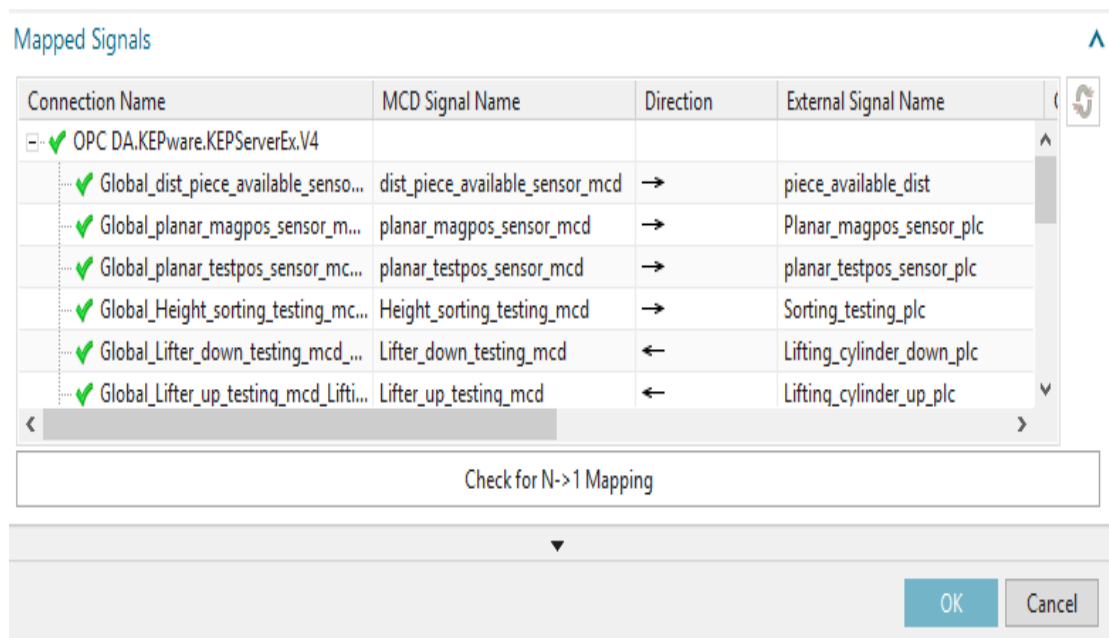 Mapped Signals
Connection Name MCD Signal Name Direction External Signal Name
OPC DA.KEPware.KEPServerEx.V4
Global_dist_piece_available_senso... dist_piece_available_sensor_mcd → piece_available_dist
Global_planar_magpos_sensor_m... planar_magpos_sensor_mcd → Planar_magpos_sensor_plc
Global_planar_testpos_sensor_mc... planar_testpos_sensor_mcd → planar_testpos_sensor_plc
Global_Height_sorting_testing_mc... Height_sorting_testing_mcd → Sorting_testing_plc
Global_Lifter_down_testing_mcd_... Lifter_down_testing_mcd ← Lifting_cylinder_down_plc
Global_Lifter_up_testing_mcd_Lifti... Lifter_up_testing_mcd ← Lifting_cylinder_up_plc
Check for N->1 Mapping
OK Cancel